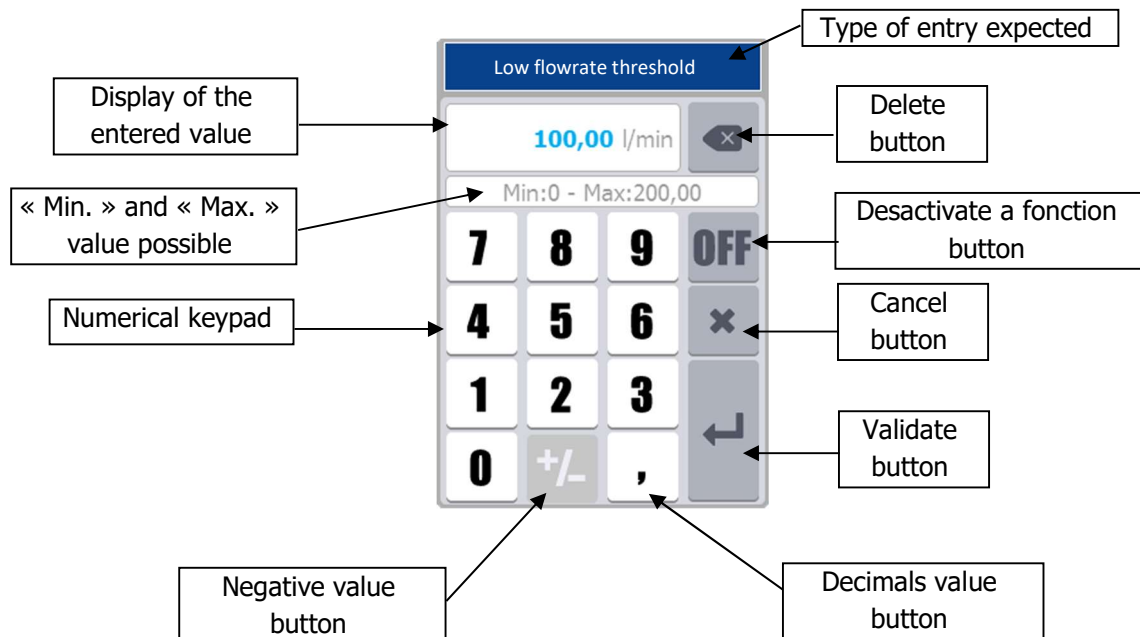 Type of entry expected
Low flowrate threshold
Display of the
entered value
100,00 l/min
Delete
button
Min:0 - Max:200,00
« Min. » and « Max. »
value possible
7 8 9 OFF
Desactivate a fonction
button
Numerical keypad
4 5 6
Cancel
button
1 2 3
Validate
button
0 +/- ,
Negative value
button
Decimals value
button